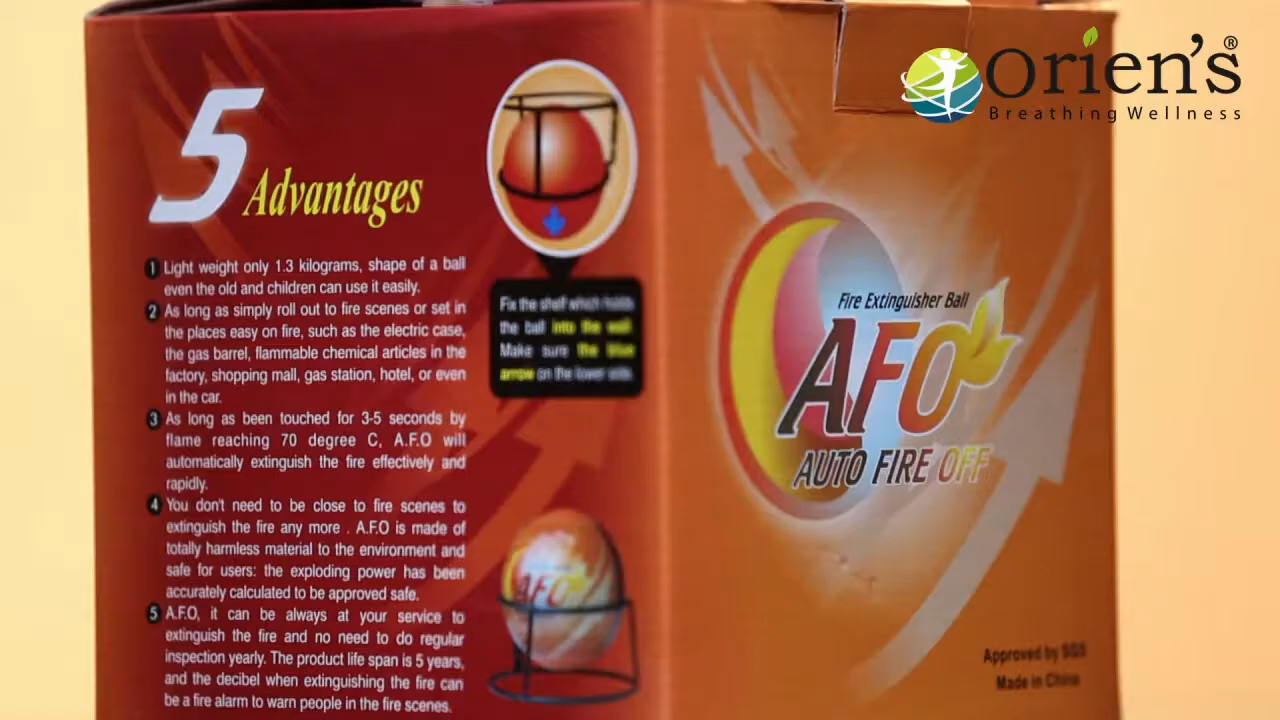 Orien's®
Breathing Wellness
5
Advantages
1 Light weight only 1.3 kilograms, shape of a ball
even the old and children can use it easily.
2 As long as simply roll out to fire scenes or set in
the places easy on fire, such as the electric case,
the gas barrel, flammable chemical articles in the
factory, shopping mall, gas station, hotel, or even
in the car.
3 As long as been touched for 3-5 seconds by
flame reaching 70 degree C, A.F.O will
automatically extinguish the fire effectively and
rapidly.
4 You don't need to be close to fire scenes to
extinguish the fire any more . A.F.O is made of
totally harmless material to the environment and
safe for users: the exploding power has been
accurately calculated to be approved safe.
5 A.F.O, it can be always at your service to
extinguish the fire and no need to do regular
inspection yearly. The product life span is 5 years,
and the decibel when extinguishing the fire can
be a fire alarm to warn people in the fire scenes.
Fix the shelf which holds
the ball into the wall.
Make sure the blue
arrow on the lower side.
AFO
Fire Extinguisher Ball
AFO
AUTO FIRE OFF
Approved by SGS
Made in China